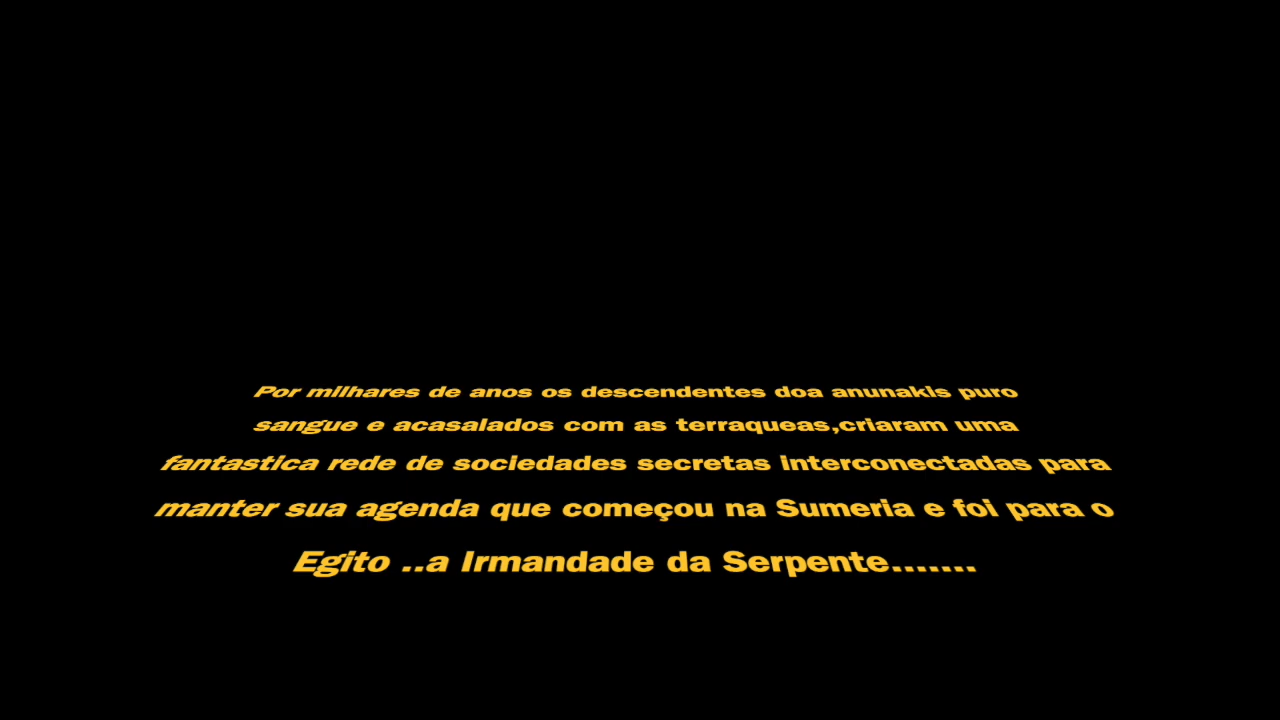 Por milhares de anos os descendentes doa anunakis puro
sangue e acasalados com as terraqueas,criaram uma
fantastica rede de sociedades secretas interconectadas para
manter sua agenda que começou na Sumeria e foi para o
Egito ..a Irmandade da Serpente.......